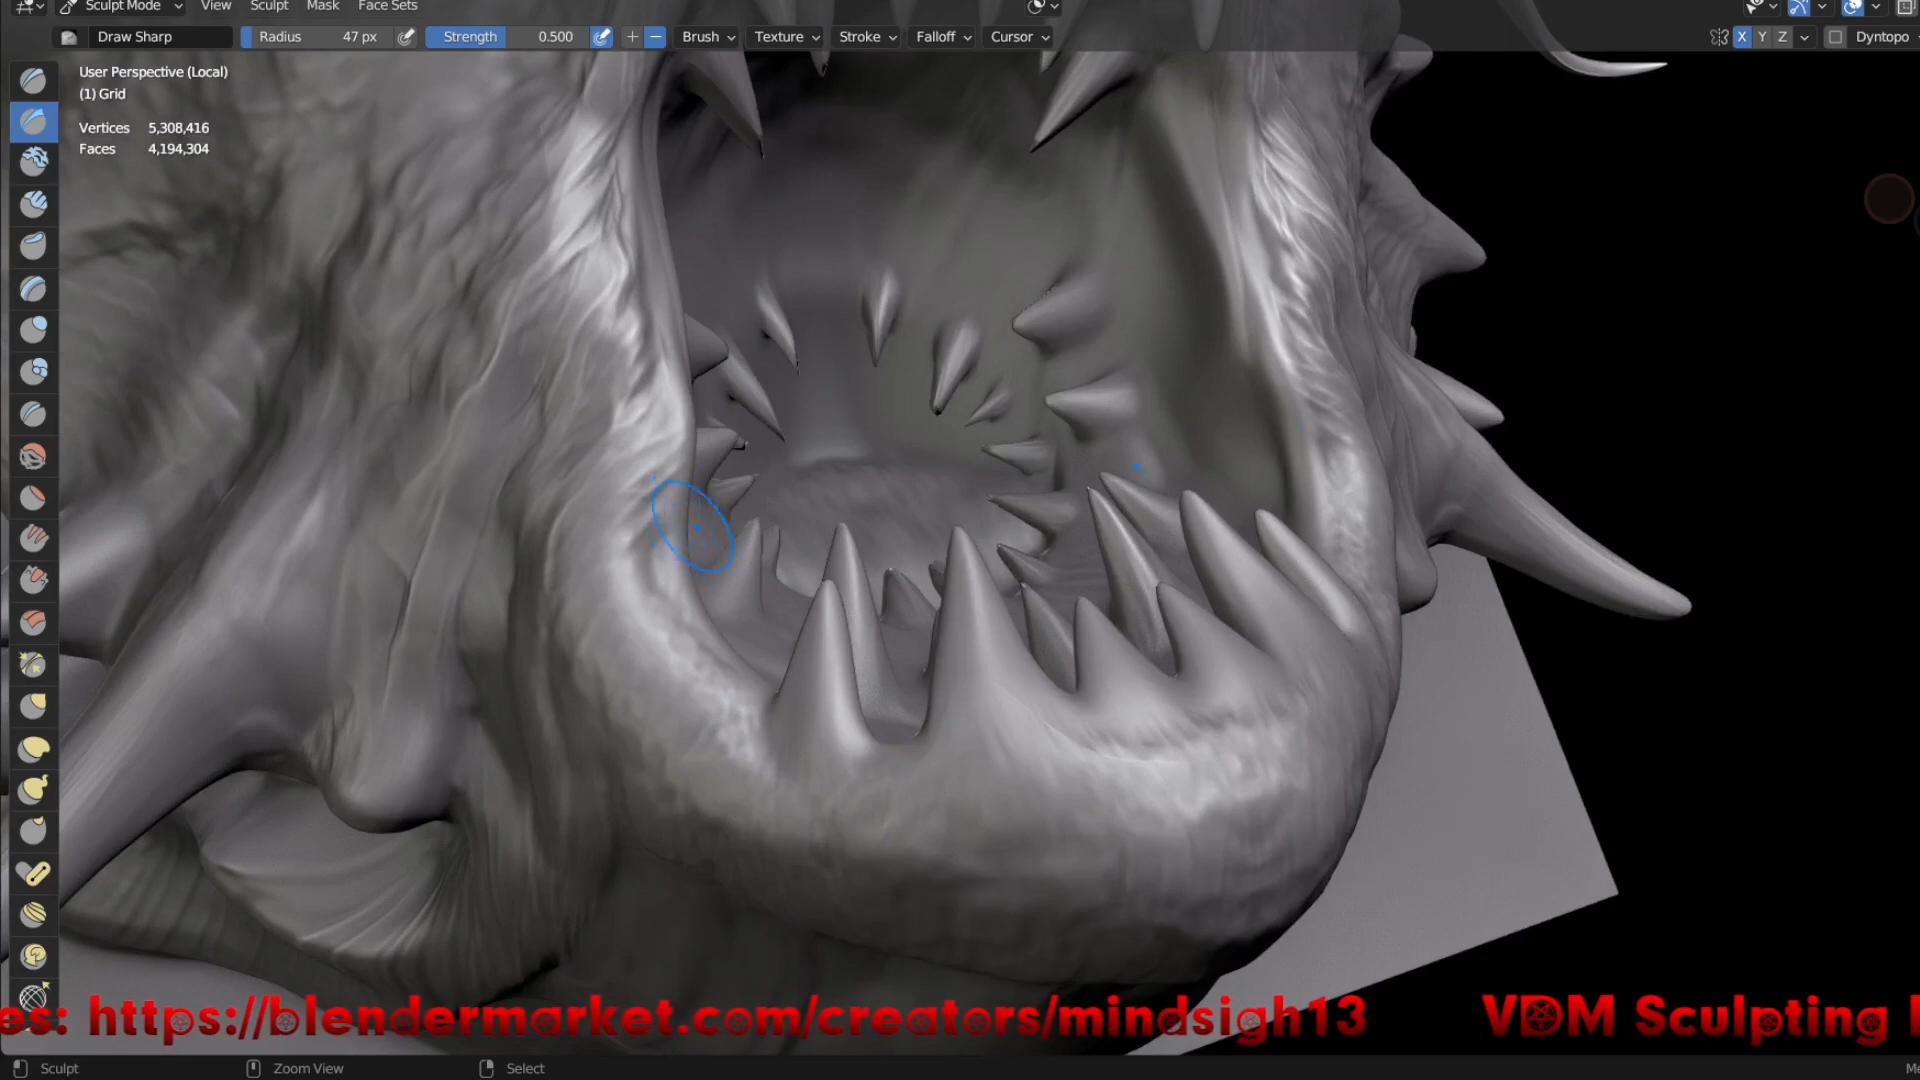 Sculpt Mode View Sculpt Mask Face Sets
Draw Sharp Radius 47 px Strength 0.500 Brush Texture Stroke Falloff Cursor X Y Z Dyntopo
User Perspective (Local)
(1) Grid
Vertices 5,308,416
Faces 4,194,304
es: https://blendermarket.com/creators/mindsigh13 VDM Sculpting
Sculpt Zoom View Select Me